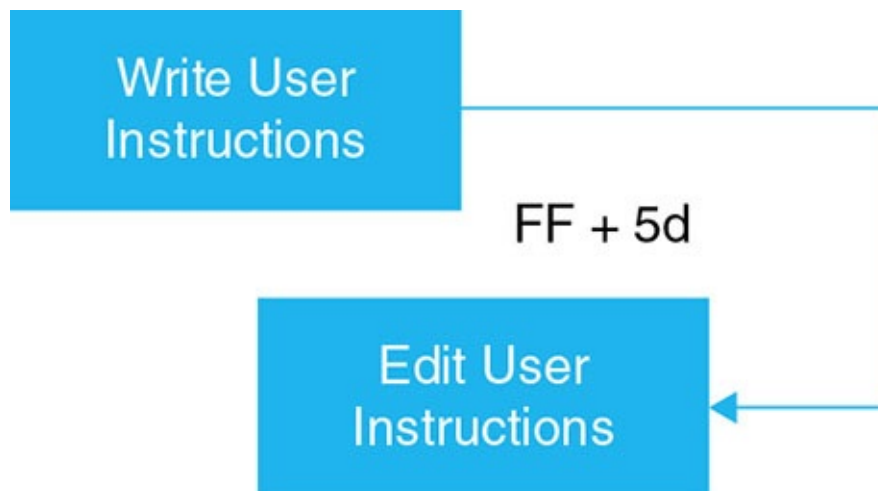 Write User
Instructions
FF + 5d
Edit User
Instructions